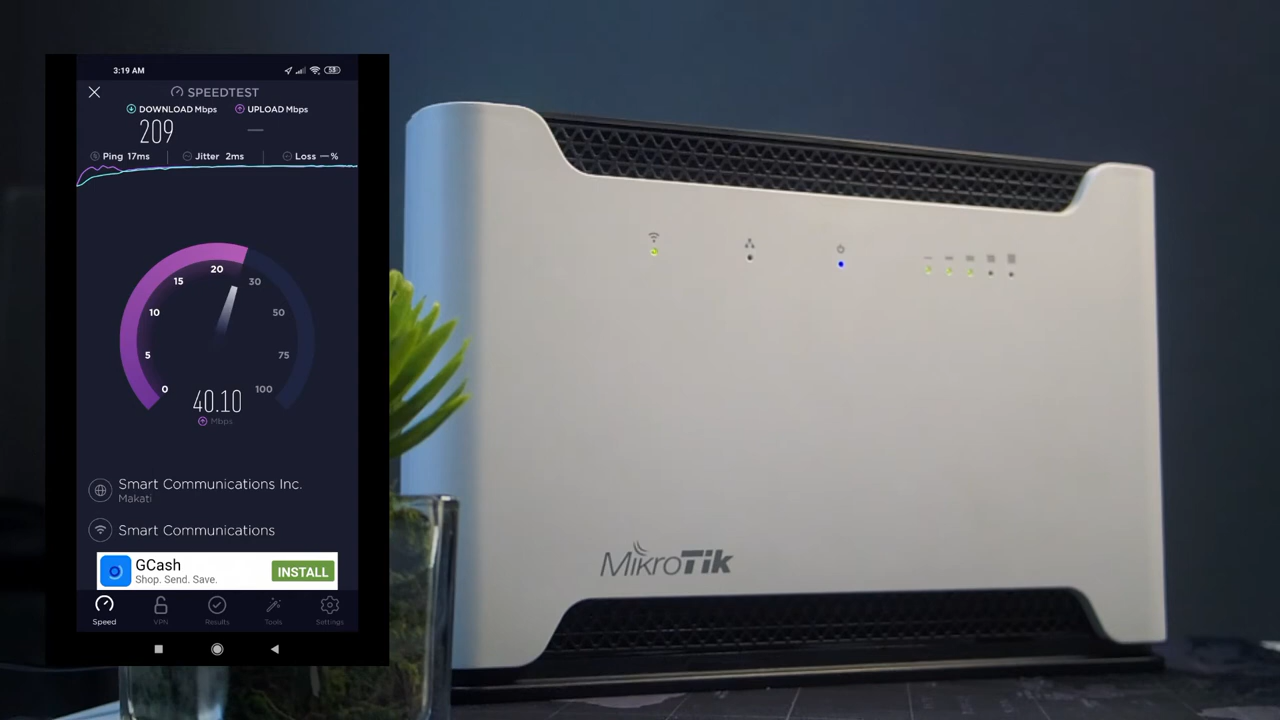 3:19 AM
58
SPEEDTEST
DOWNLOAD Mbps
UPLOAD Mbps
209
—
Ping 17ms
Jitter 2ms
Loss —%
20
15
30
10
50
5
75
0
100
40.10
Mbps
Smart Communications Inc.
Makati
Smart Communications
GCash
Shop. Send. Save.
INSTALL
Speed
VPN
Results
Tools
Settings
MikroTik